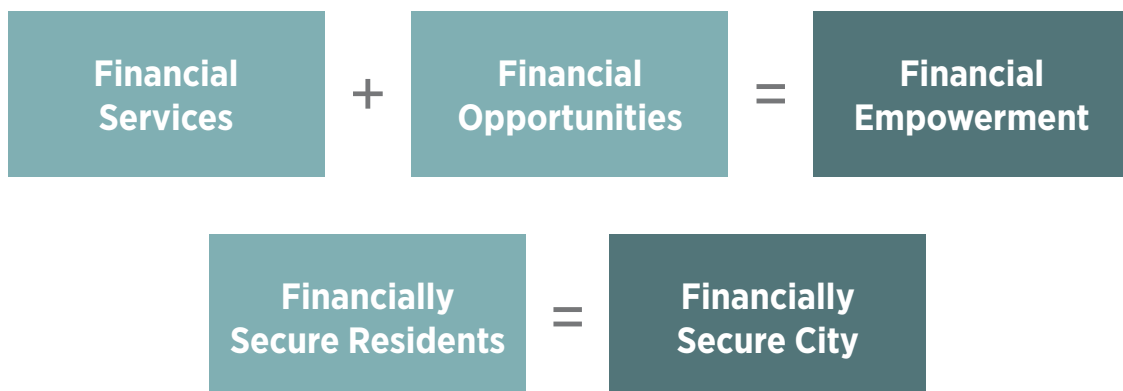 Financial
Services
+
Financial
Opportunities
=
Financial
Empowerment
Financially
Secure Residents
=
Financially
Secure City